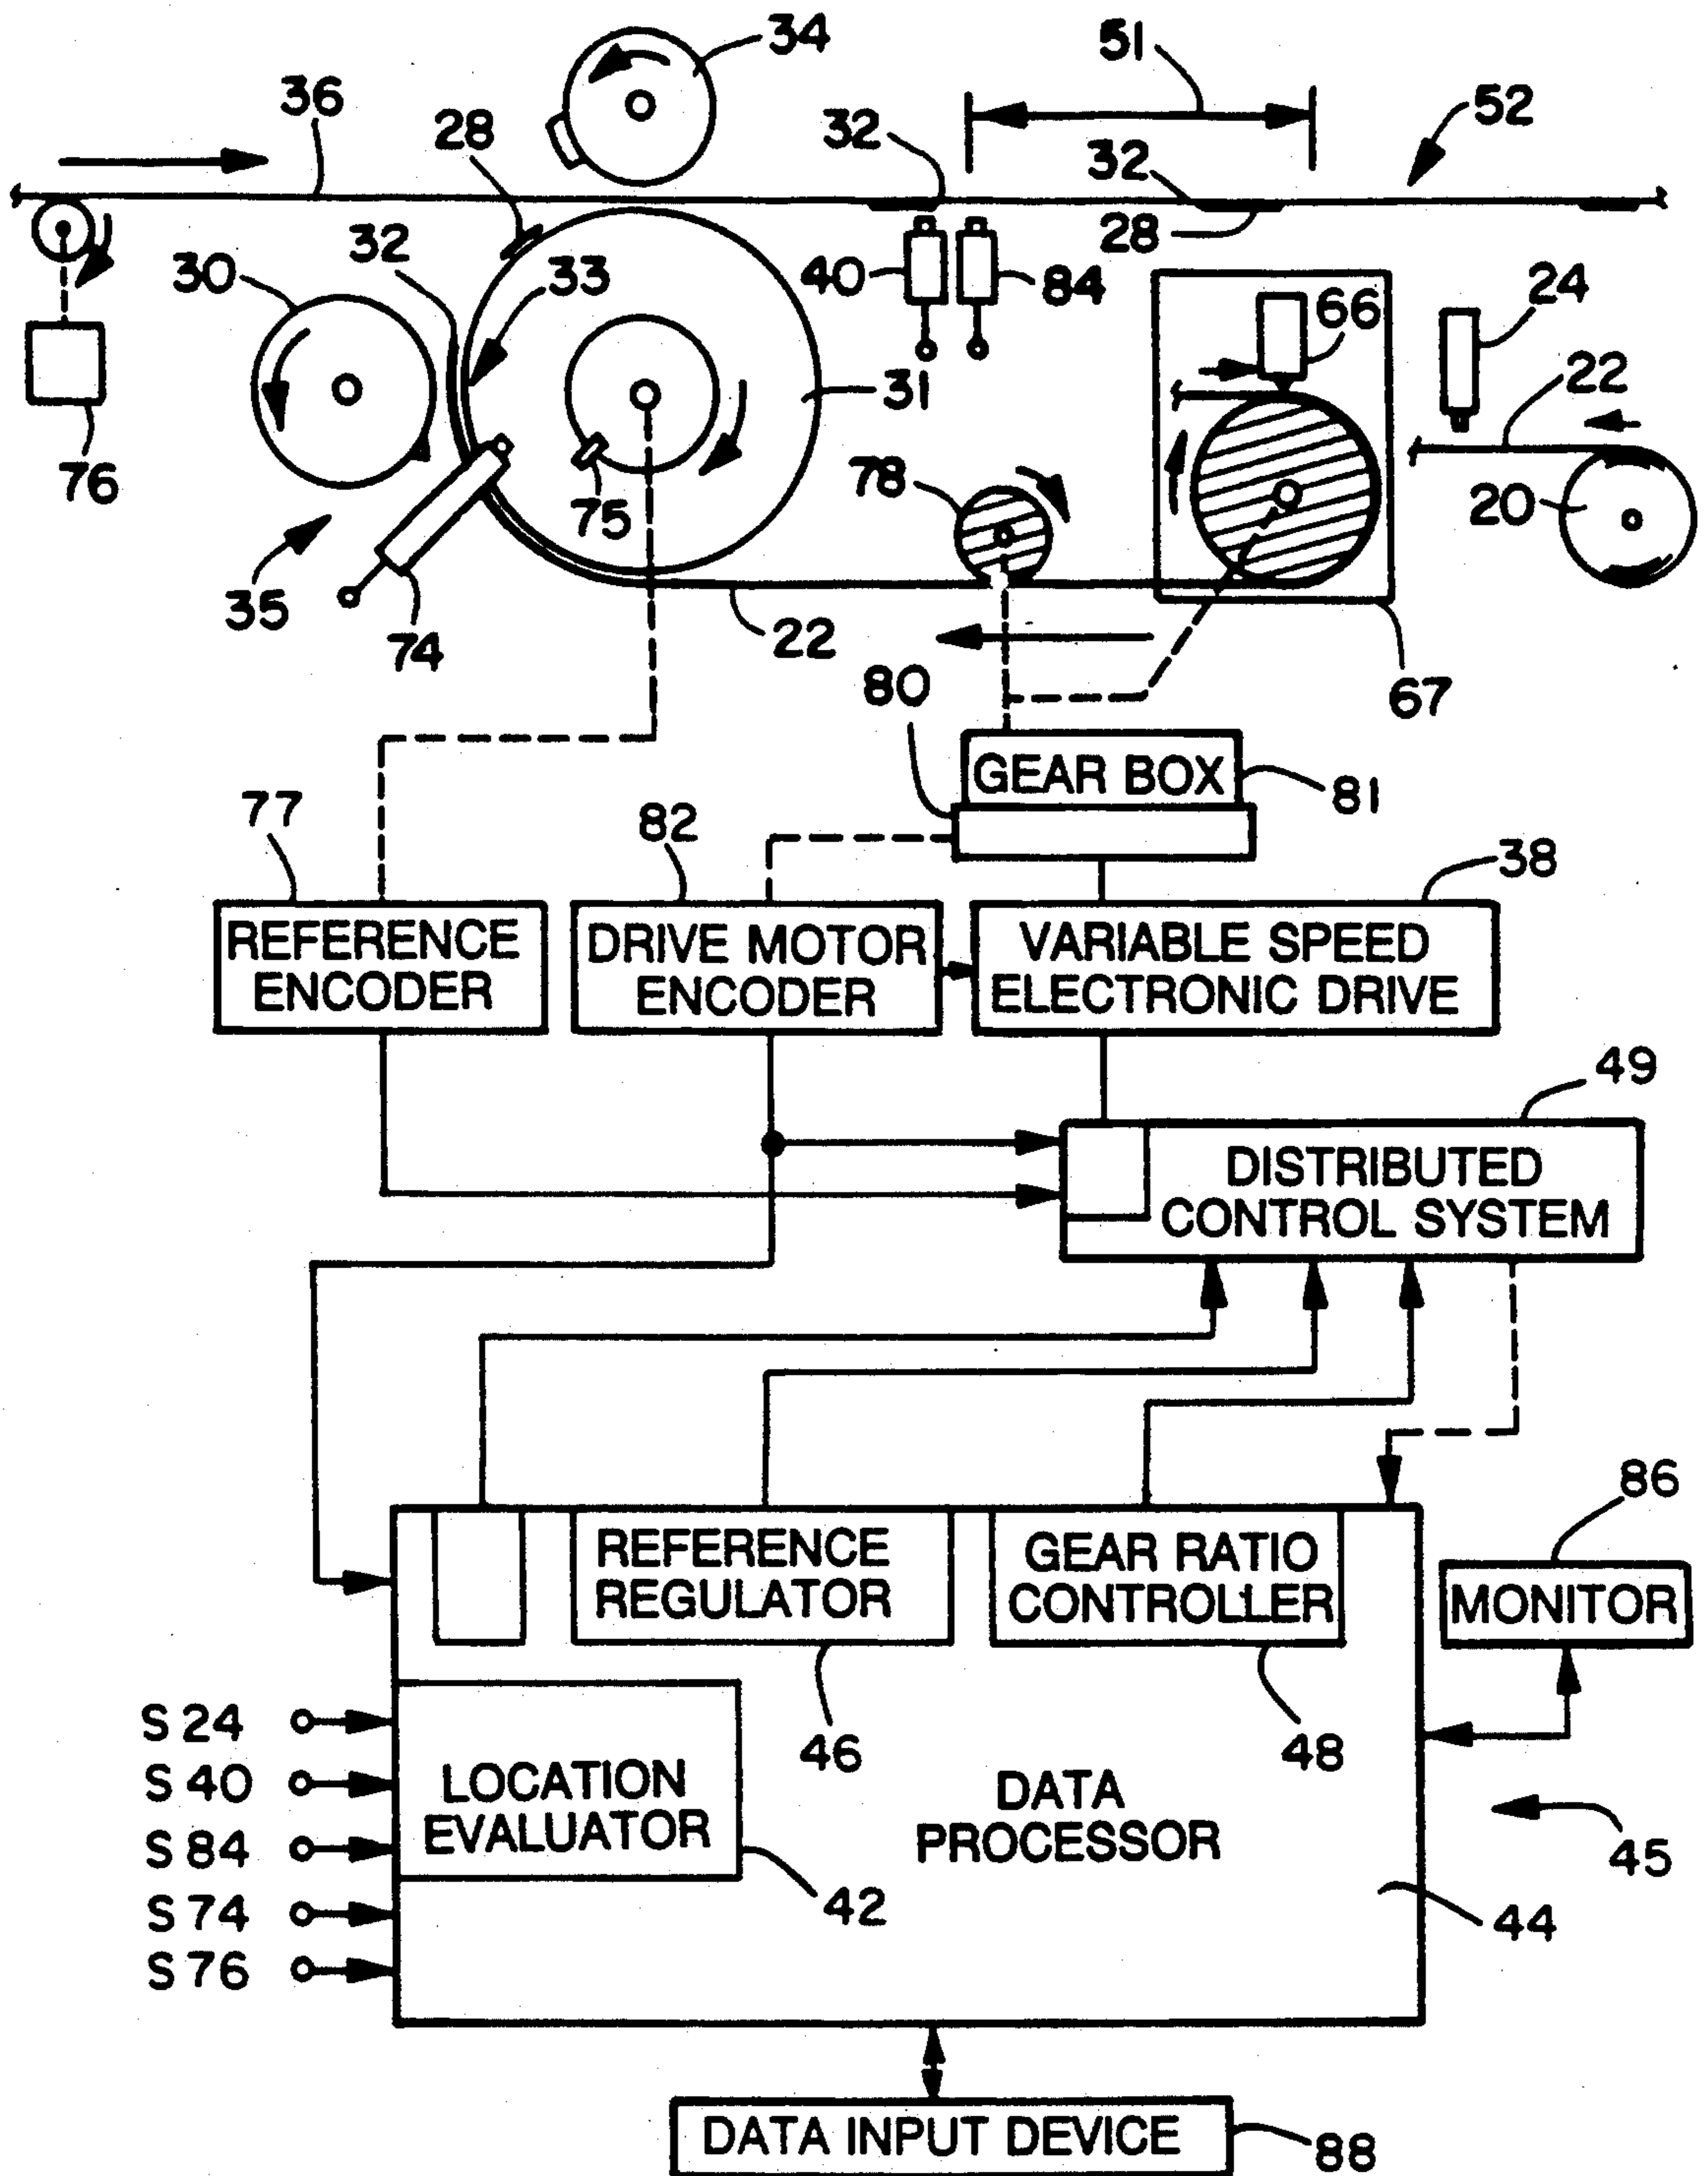 34
51
36
28
32
52
32
28
30
32
33
40
84
66
24
31
22
76
75
78
20
35
74
22
80
67
GEAR BOX
81
77
82
38
REFERENCE
ENCODER
DRIVE MOTOR
ENCODER
VARIABLE SPEED
ELECTRONIC DRIVE
49
DISTRIBUTED
CONTROL SYSTEM
86
REFERENCE
REGULATOR
GEAR RATIO
CONTROLLER
MONITOR
46
48
S 24
S 40
S 84
S 74
S 76
LOCATION
EVALUATOR
DATA
PROCESSOR
45
42
44
DATA INPUT DEVICE
88